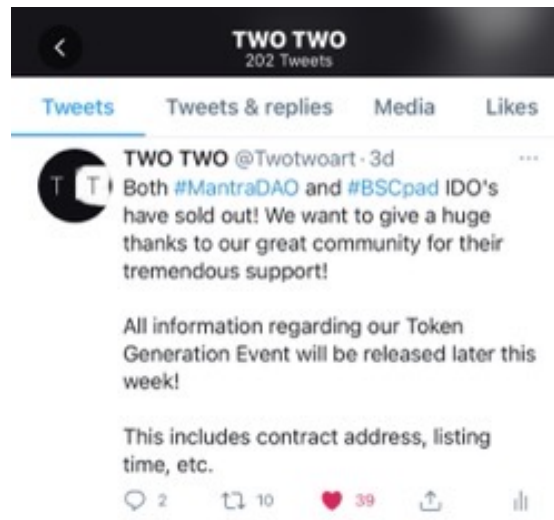 TWO TWO
202 Tweets
Tweets Tweets & replies Media Likes
TWO TWO @Twotwoart · 3d
T T
Both #MantraDAO and #BSCpad IDO's
have sold out! We want to give a huge
thanks to our great community for their
tremendous support!
All information regarding our Token
Generation Event will be released later this
week!
This includes contract address, listing
time, etc.
2 10 39